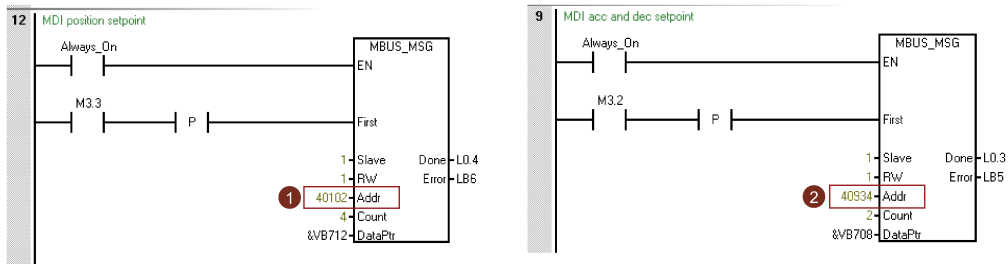 12 MDI position setpoint
Always_On
MBUS_MSG
EN
M3.3
P
First
1 Slave Done L0.4
1 RW Error LB6
1 40102 Addr
4 Count
&VB712 DataPtr
9 MDI acc and dec setpoint
Always_On
MBUS_MSG
EN
M3.2
P
First
1 Slave Done L0.3
1 RW Error LB5
2 40934 Addr
2 Count
&VB708 DataPtr